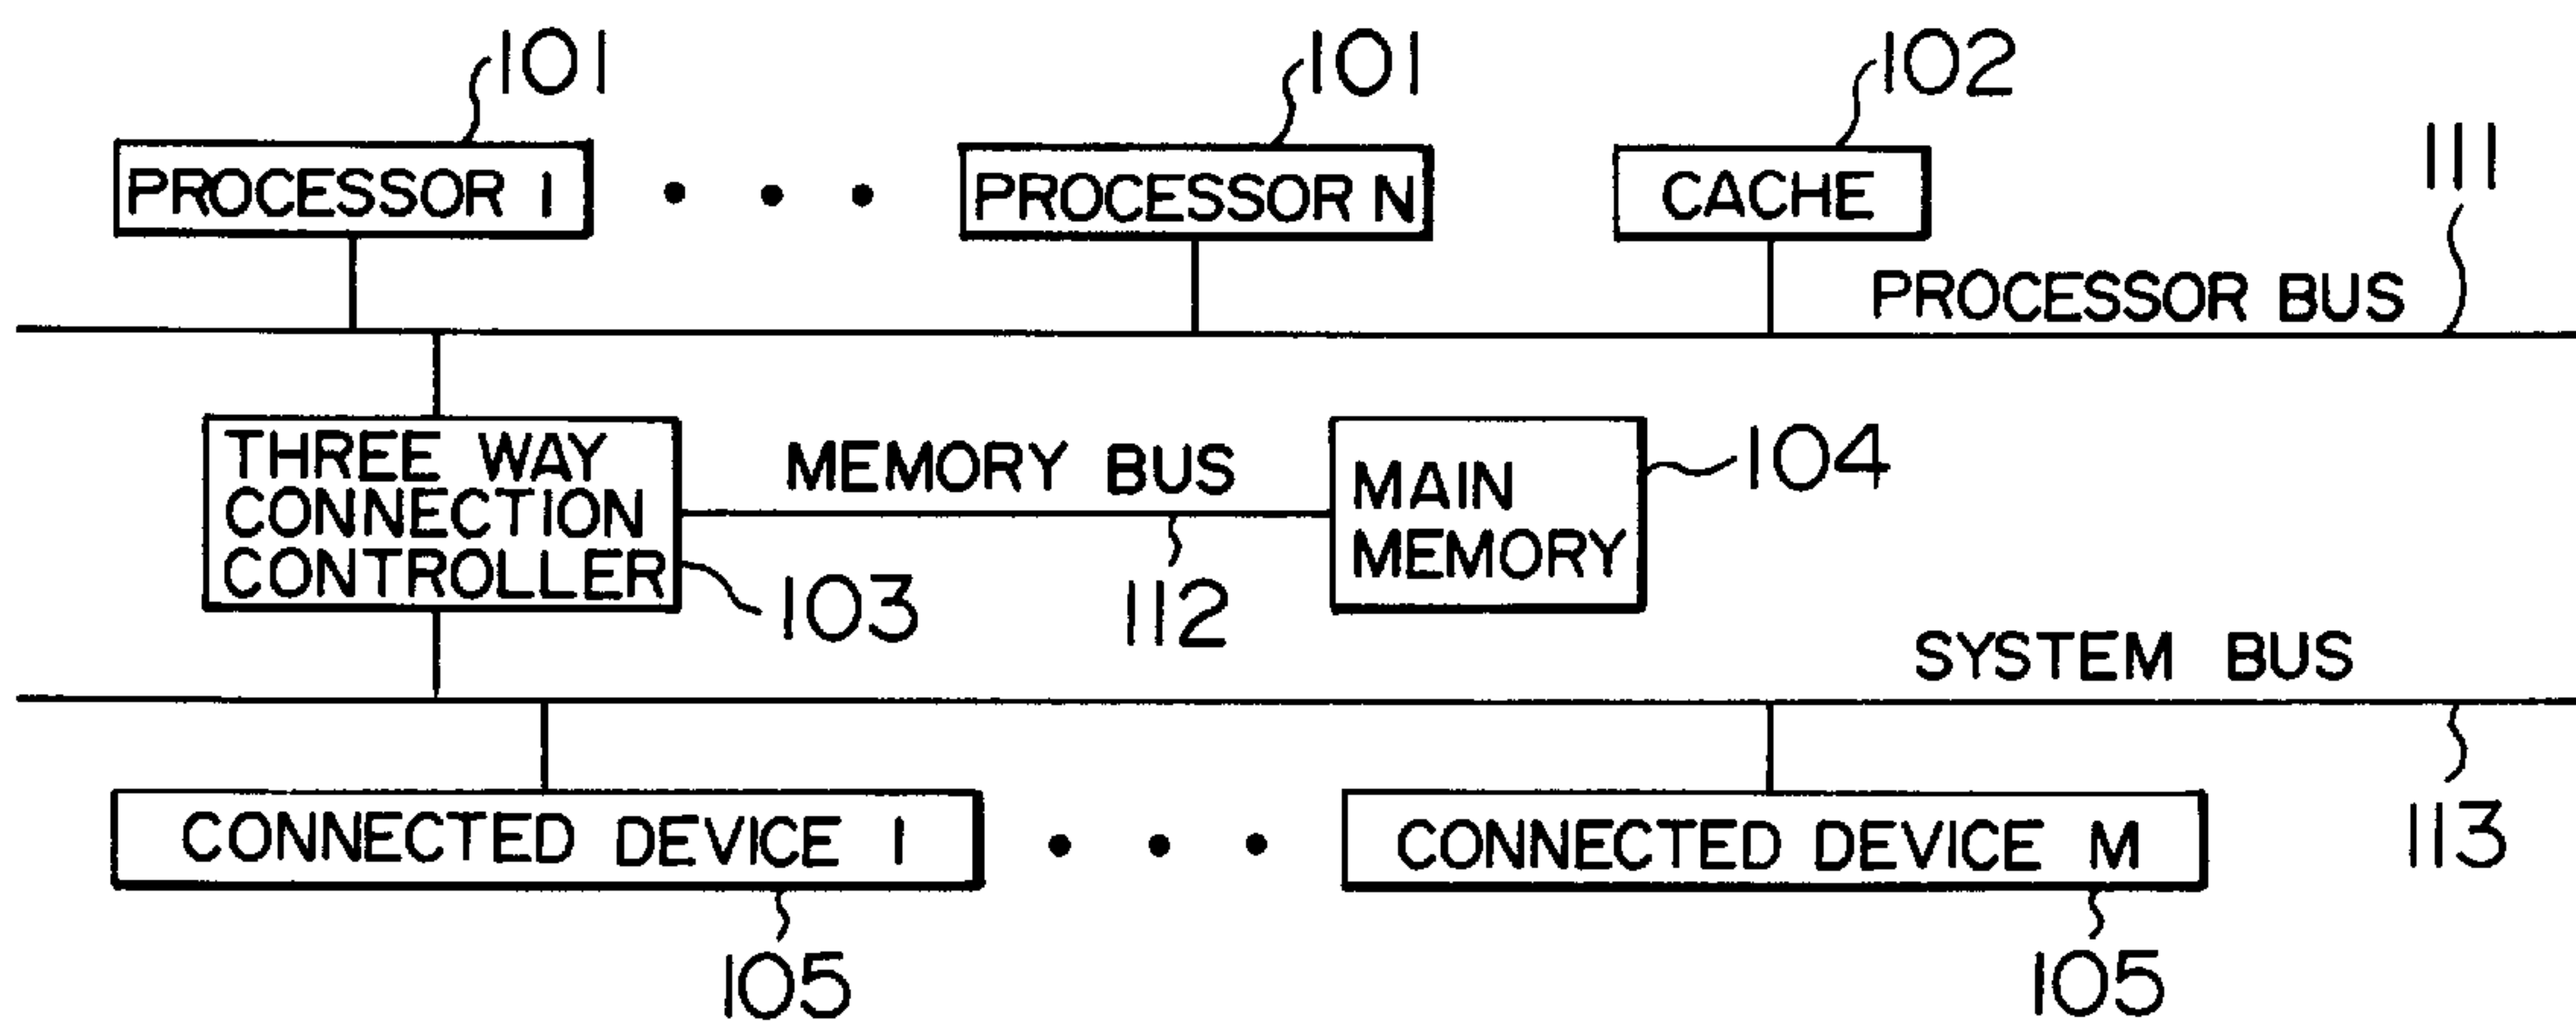 101
101
102
111
PROCESSOR 1
PROCESSOR N
CACHE
PROCESSOR BUS
THREE WAY
CONNECTION
CONTROLLER
MEMORY BUS
MAIN
MEMORY
104
103
112
SYSTEM BUS
CONNECTED DEVICE 1
CONNECTED DEVICE M
113
105
105